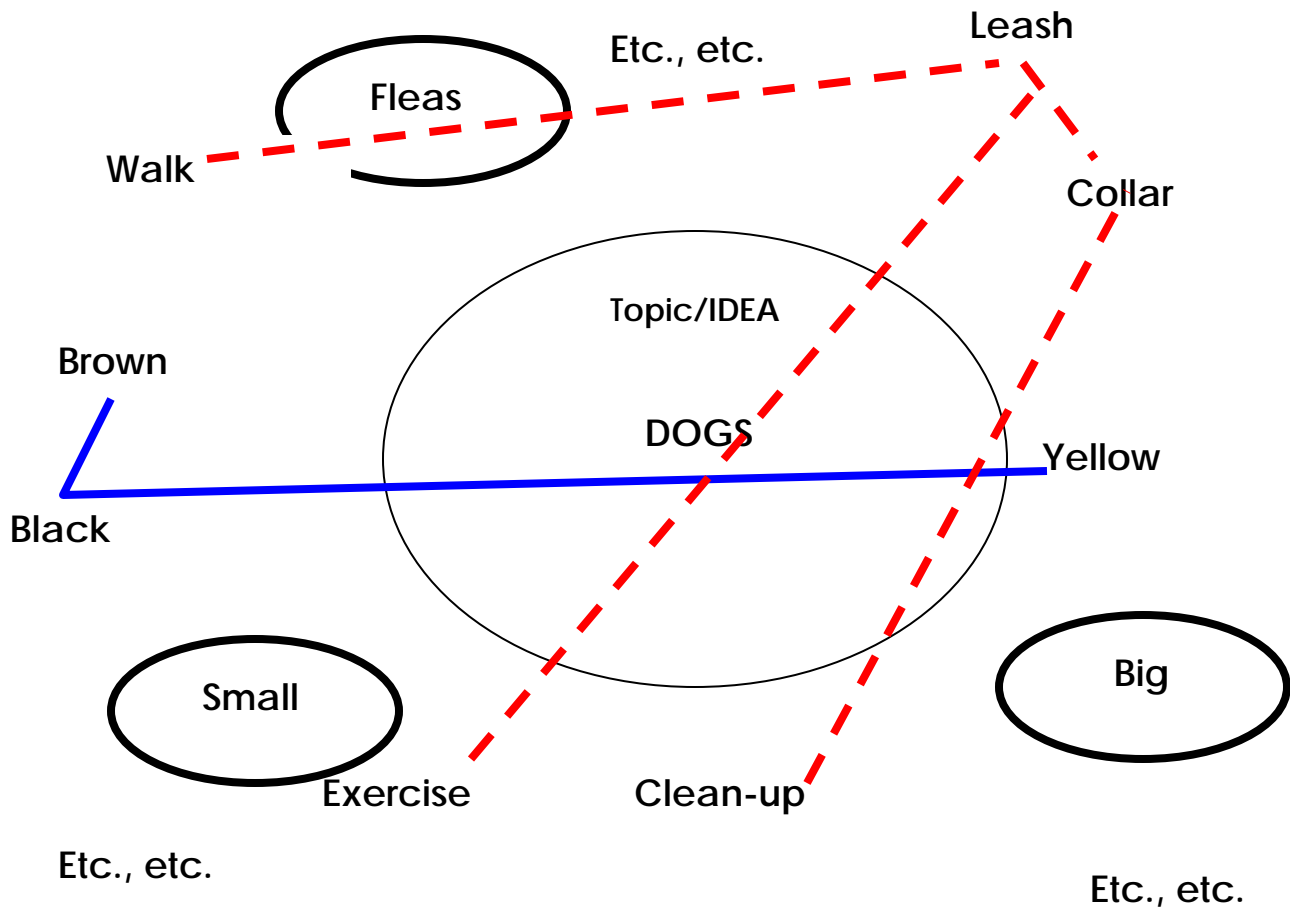 Leash
Etc., etc.
Fleas
Walk
Collar
Topic/IDEA
Brown
DOGS
Yellow
Black
Big
Small
Exercise
Clean-up
Etc., etc.
Etc., etc.